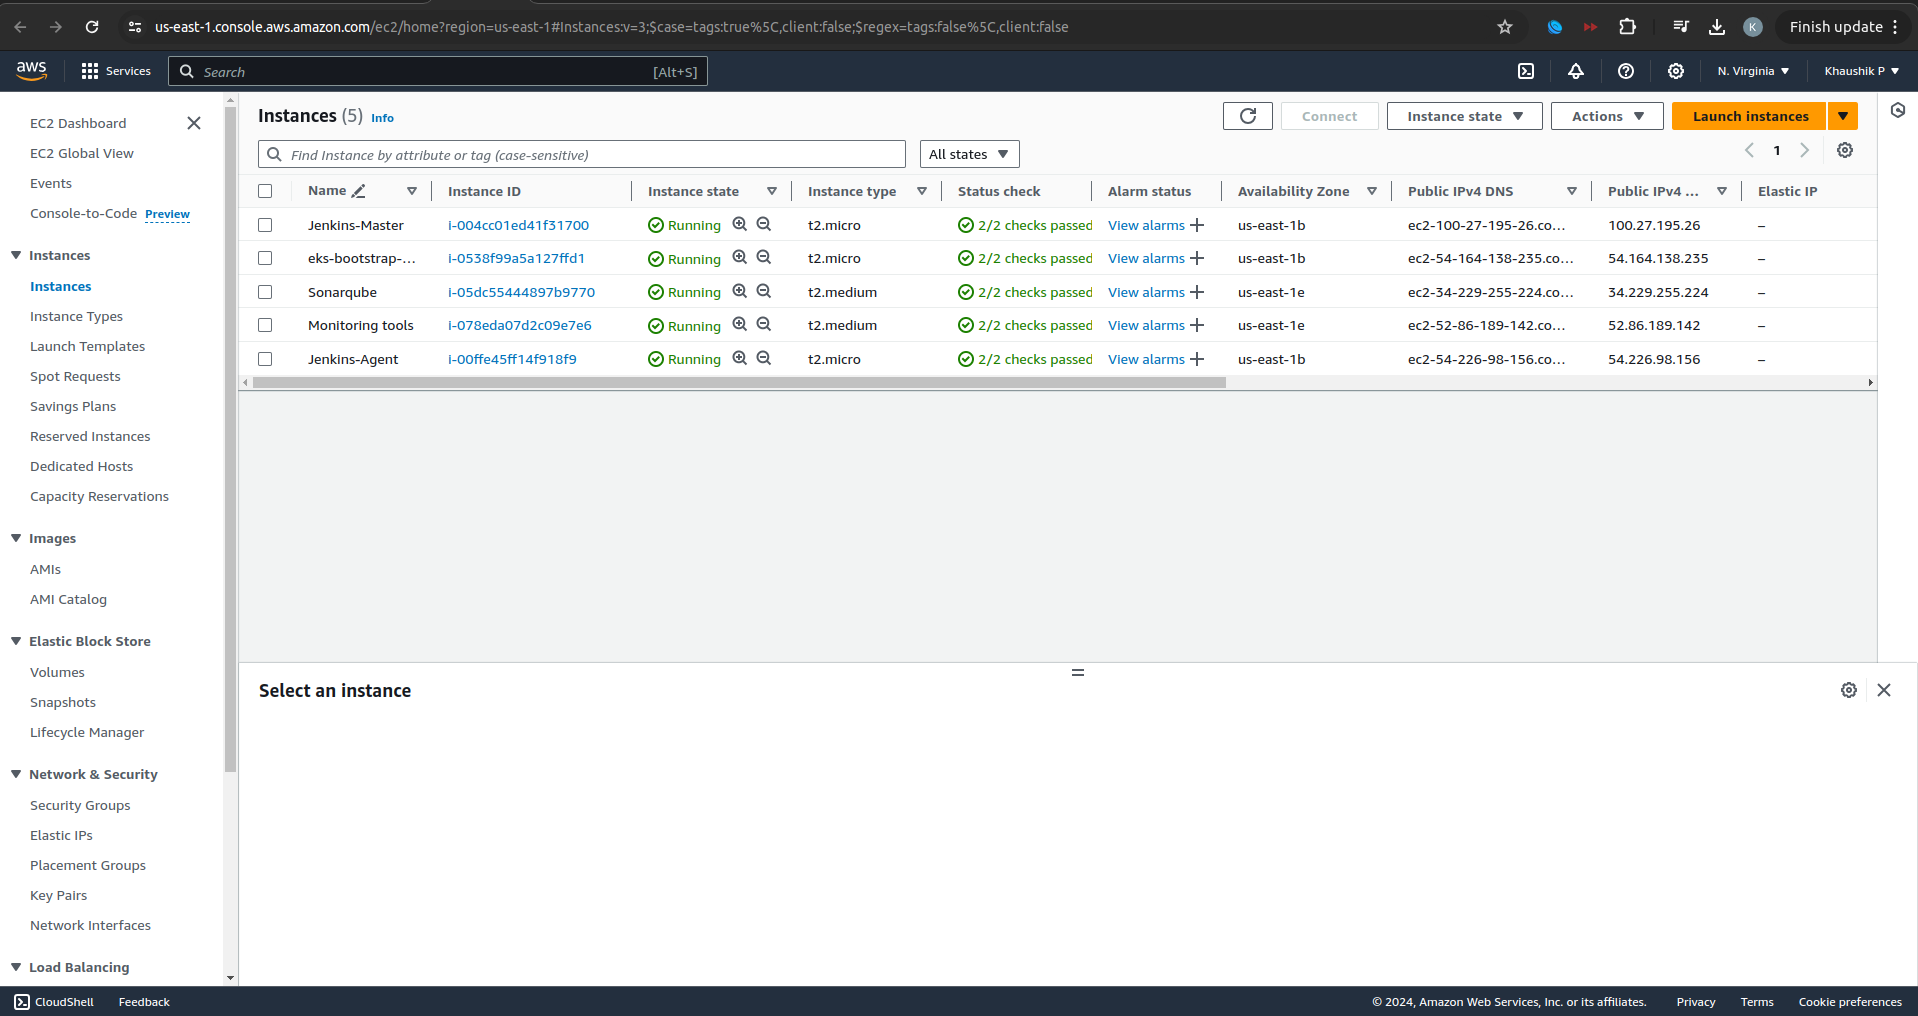 us-east-1.console.aws.amazon.com/ec2/home?region=us-east-1#Instances:v=3;$case=tags:true%5C,client:false;$regex=tags:false%5C,client:false
K
Finish update
aws
Services
Search
[Alt+S]
N. Virginia
Khaushik P
EC2 Dashboard
EC2 Global View
Events
Console-to-Code Preview
Instances
Instances
Instance Types
Launch Templates
Spot Requests
Savings Plans
Reserved Instances
Dedicated Hosts
Capacity Reservations
Images
AMIs
AMI Catalog
Elastic Block Store
Volumes
Snapshots
Lifecycle Manager
Network & Security
Security Groups
Elastic IPs
Placement Groups
Key Pairs
Network Interfaces
Load Balancing
Instances (5) Info
Connect
Instance state
Actions
Launch instances
Find Instance by attribute or tag (case-sensitive)
All states
1
Name Instance ID Instance state Instance type Status check Alarm status Availability Zone Public IPv4 DNS Public IPv4 ... Elastic IP
Jenkins-Master i-004cc01ed41f31700 Running t2.micro 2/2 checks passed View alarms us-east-1b ec2-100-27-195-26.co... 100.27.195.26 –
eks-bootstrap-... i-0538f99a5a127ffd1 Running t2.micro 2/2 checks passed View alarms us-east-1b ec2-54-164-138-235.co... 54.164.138.235 –
Sonarqube i-05dc55444897b9770 Running t2.medium 2/2 checks passed View alarms us-east-1e ec2-34-229-255-224.co... 34.229.255.224 –
Monitoring tools i-078eda07d2c09e7e6 Running t2.medium 2/2 checks passed View alarms us-east-1e ec2-52-86-189-142.co... 52.86.189.142 –
Jenkins-Agent i-00ffe45ff14f918f9 Running t2.micro 2/2 checks passed View alarms us-east-1b ec2-54-226-98-156.co... 54.226.98.156 –
Select an instance
CloudShell
Feedback
© 2024, Amazon Web Services, Inc. or its affiliates.
Privacy
Terms
Cookie preferences